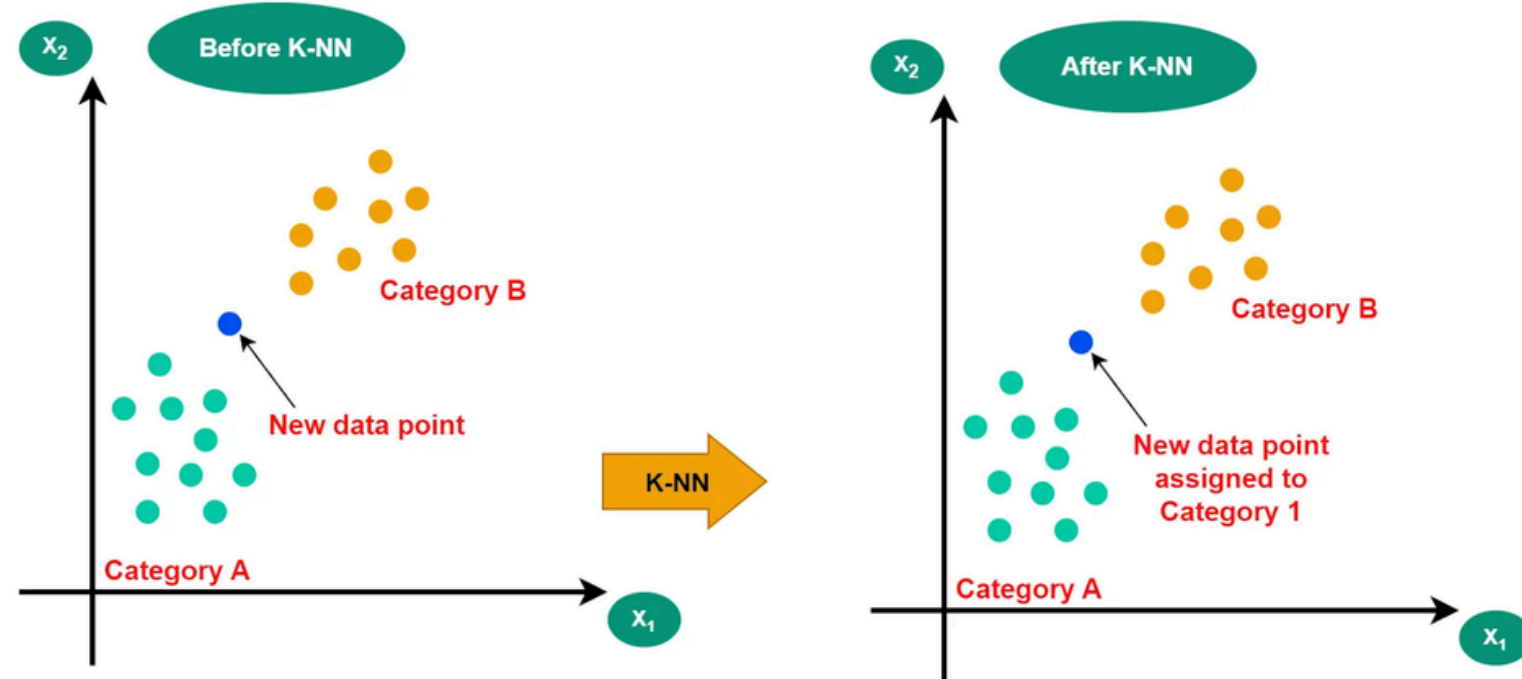 X₂
Before K-NN
Category B
New data point
Category A
X₁
K-NN
X₂
After K-NN
Category B
New data point
assigned to
Category 1
Category A
X₁